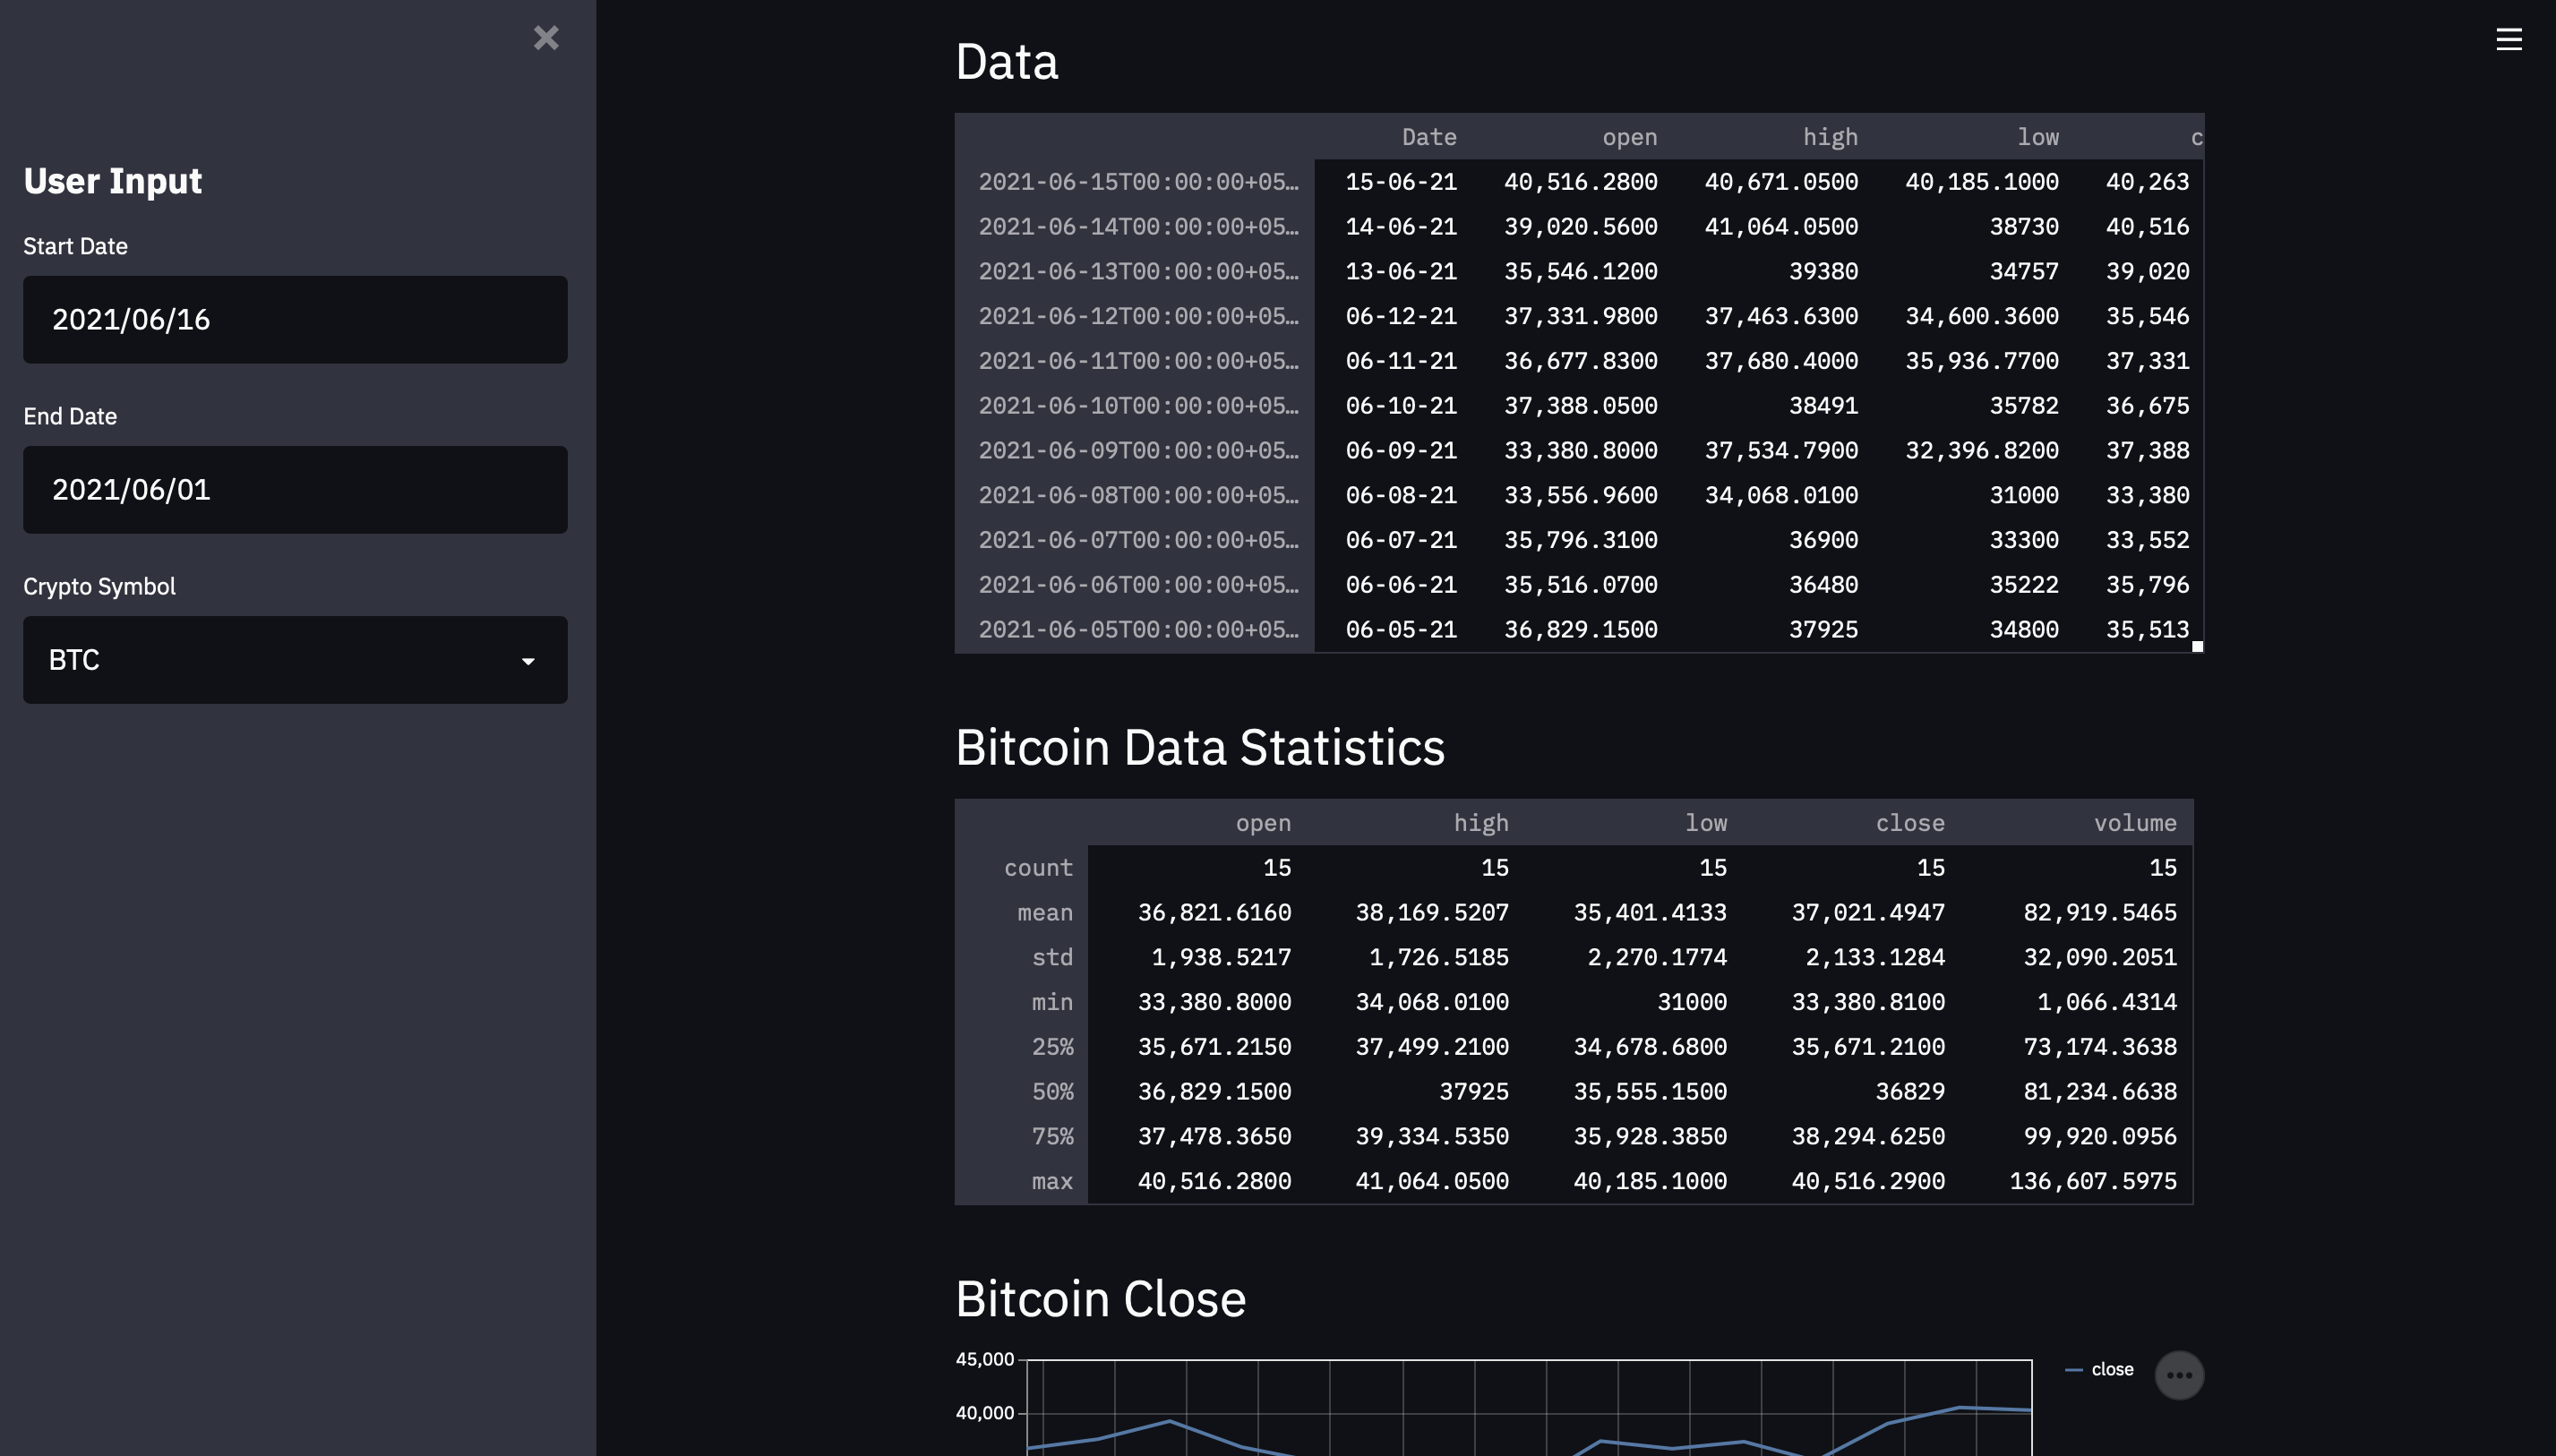 User Input
Start Date
2021/06/16
End Date
2021/06/01
Crypto Symbol
BTC
Data
Date open high low c
2021-06-15T00:00:00+05… 15-06-21 40,516.2800 40,671.0500 40,185.1000 40,263
2021-06-14T00:00:00+05… 14-06-21 39,020.5600 41,064.0500 38730 40,516
2021-06-13T00:00:00+05… 13-06-21 35,546.1200 39380 34757 39,020
2021-06-12T00:00:00+05… 06-12-21 37,331.9800 37,463.6300 34,600.3600 35,546
2021-06-11T00:00:00+05… 06-11-21 36,677.8300 37,680.4000 35,936.7700 37,331
2021-06-10T00:00:00+05… 06-10-21 37,388.0500 38491 35782 36,675
2021-06-09T00:00:00+05… 06-09-21 33,380.8000 37,534.7900 32,396.8200 37,388
2021-06-08T00:00:00+05… 06-08-21 33,556.9600 34,068.0100 31000 33,380
2021-06-07T00:00:00+05… 06-07-21 35,796.3100 36900 33300 33,552
2021-06-06T00:00:00+05… 06-06-21 35,516.0700 36480 35222 35,796
2021-06-05T00:00:00+05… 06-05-21 36,829.1500 37925 34800 35,513
Bitcoin Data Statistics
open high low close volume
count 15 15 15 15 15
mean 36,821.6160 38,169.5207 35,401.4133 37,021.4947 82,919.5465
std 1,938.5217 1,726.5185 2,270.1774 2,133.1284 32,090.2051
min 33,380.8000 34,068.0100 31000 33,380.8100 1,066.4314
25% 35,671.2150 37,499.2100 34,678.6800 35,671.2100 73,174.3638
50% 36,829.1500 37925 35,555.1500 36829 81,234.6638
75% 37,478.3650 39,334.5350 35,928.3850 38,294.6250 99,920.0956
max 40,516.2800 41,064.0500 40,185.1000 40,516.2900 136,607.5975
Bitcoin Close
45,000
close
40,000